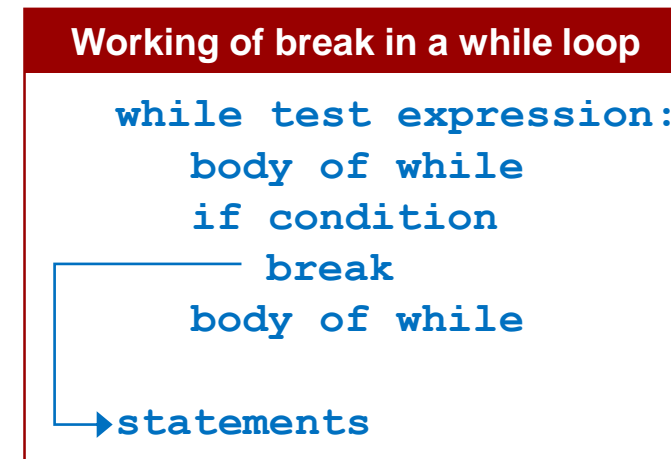 Working of break in a while loop
while test expression:
body of while
if condition
break
body of while
statements